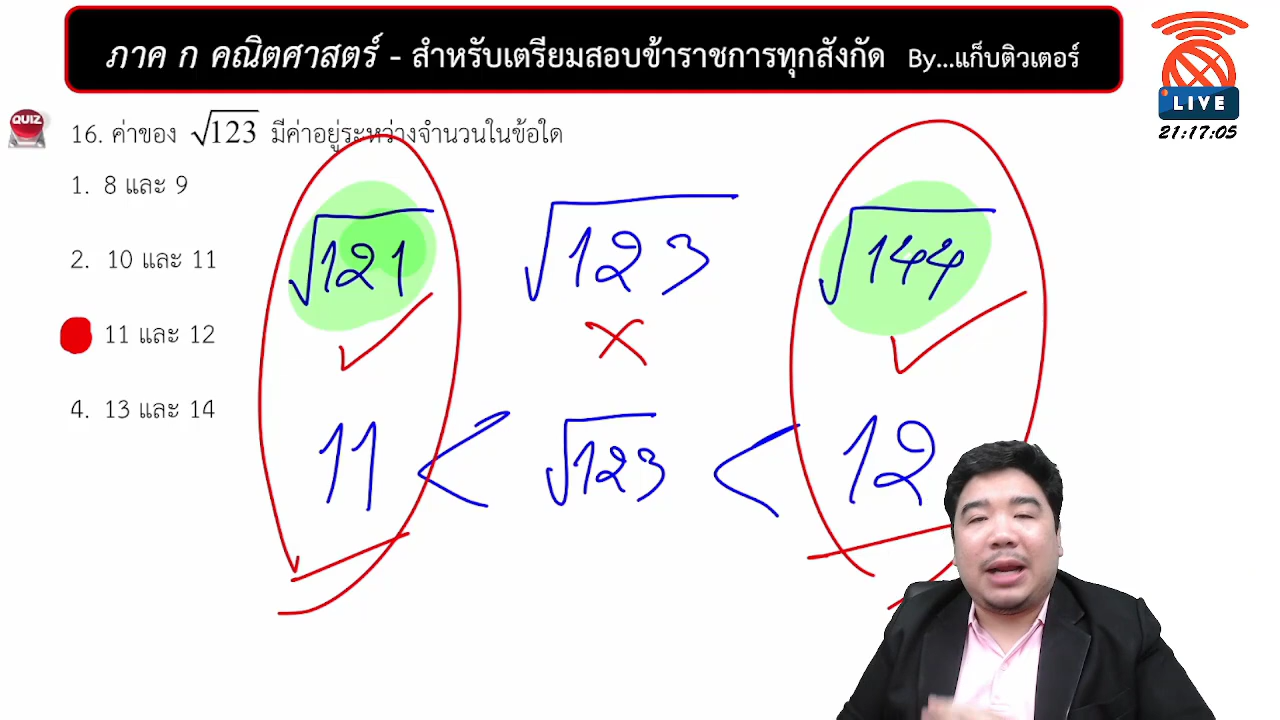 ภาค ก คณิตศาสตร์ - สำหรับเตรียมสอบข้าราชการทุกสังกัด By...แก็บติวเตอร์
LIVE
21:17:05
QUIZ
16. ค่าของ √123 มีค่าอยู่ระหว่างจำนวนในข้อใด
1. 8 และ 9
√121 √123 √144
2. 10 และ 11
11 และ 12
4. 13 และ 14
11 < √123 < 12